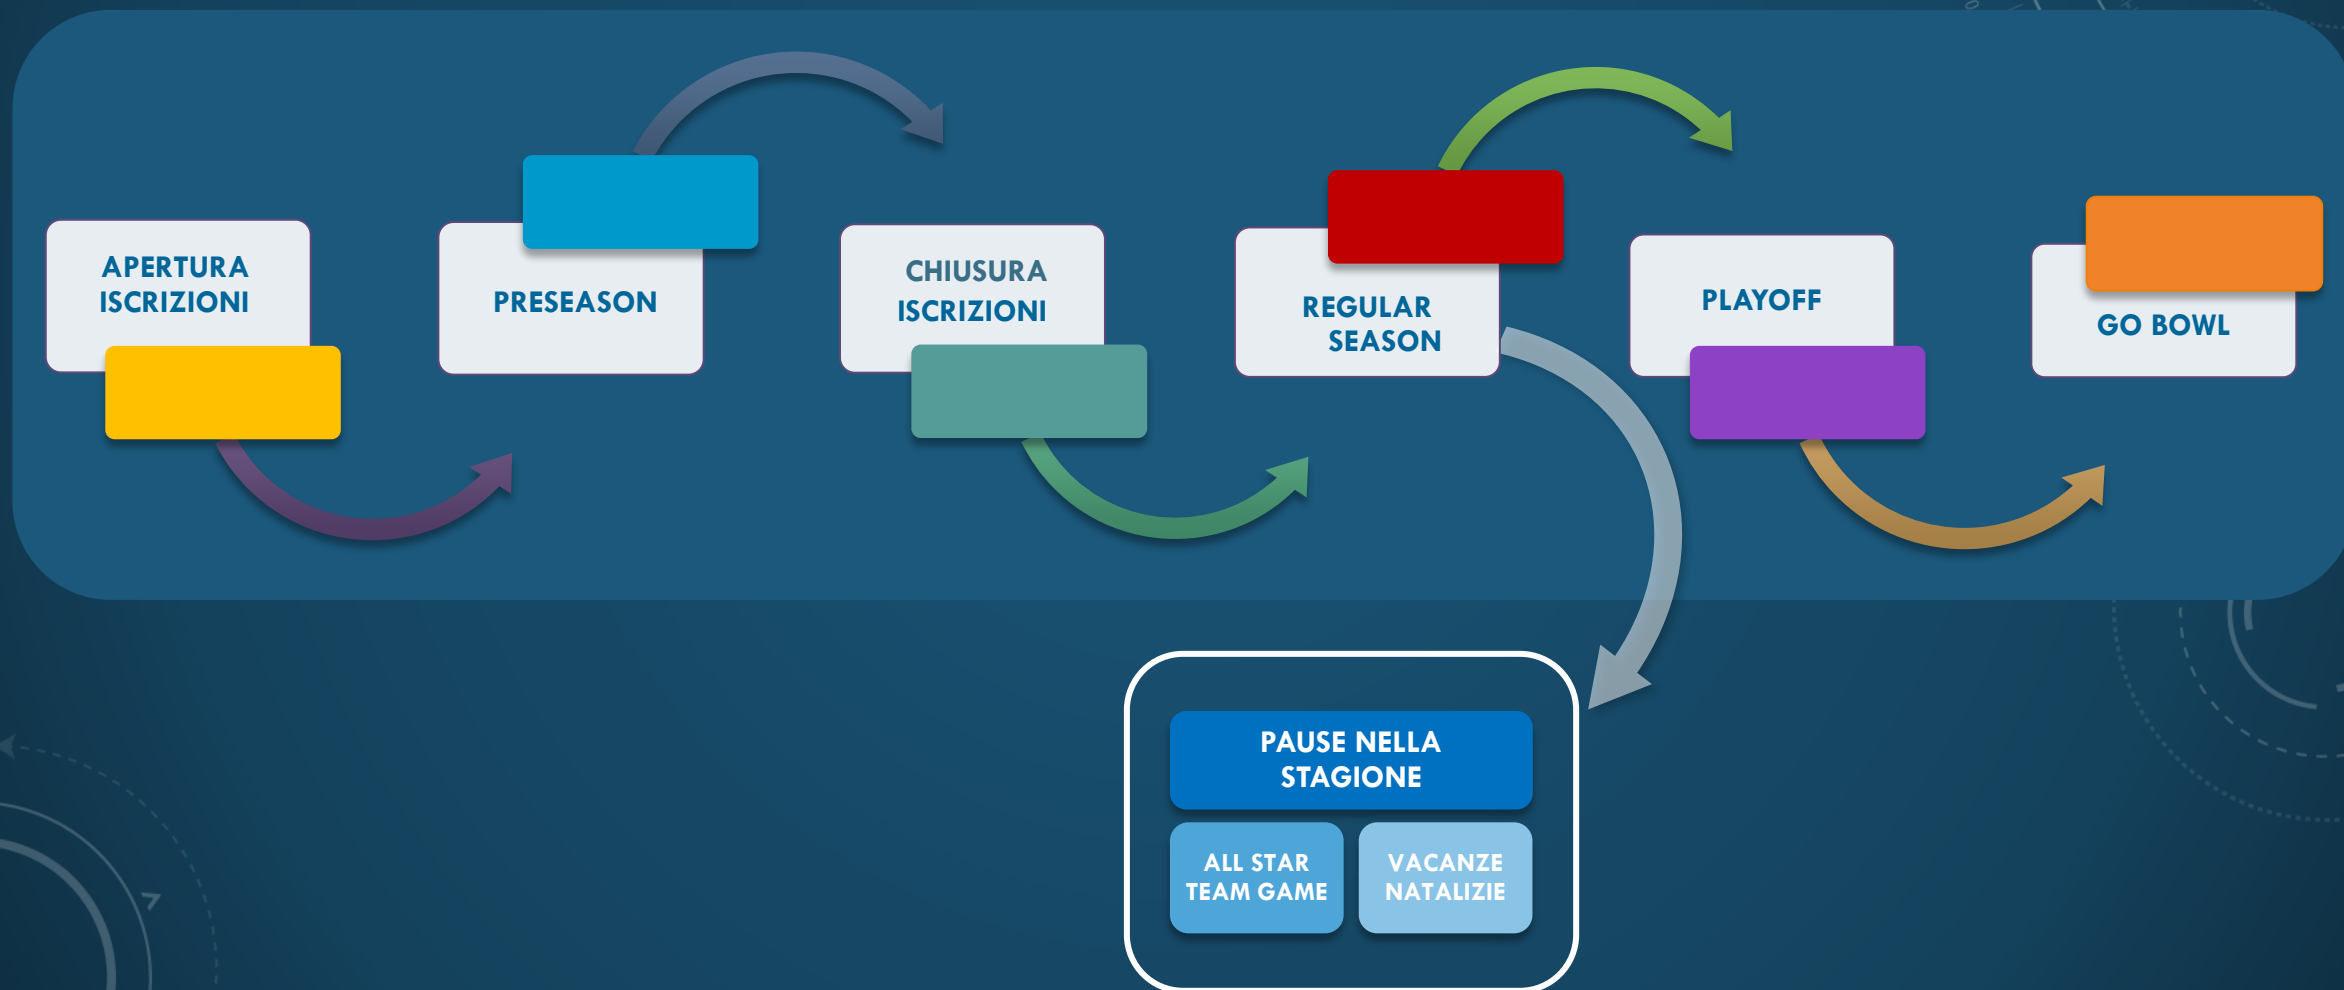 APERTURA
ISCRIZIONI
PRESEASON
CHIUSURA
ISCRIZIONI
REGULAR
SEASON
PLAYOFF
GO BOWL
PAUSE NELLA
STAGIONE
ALL STAR
TEAM GAME
VACANZE
NATALIZIE